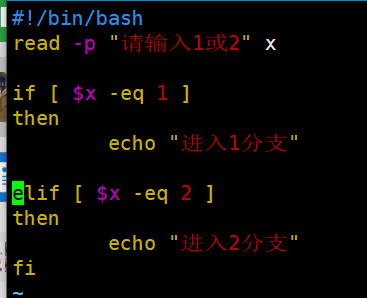 #!/bin/bash
read -p "请输入1或2" x
if [ $x -eq 1 ]
then
echo "进入1分支"
elif [ $x -eq 2 ]
then
echo "进入2分支"
fi
~